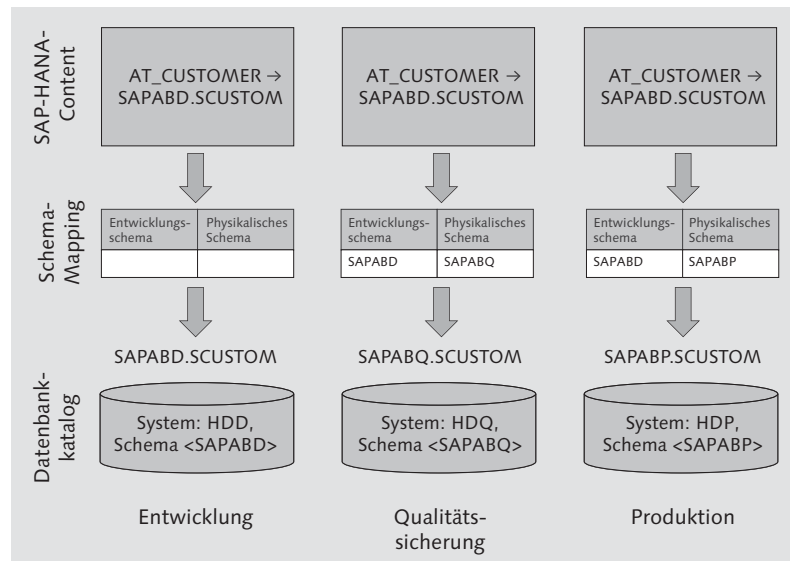 SAP-HANA-
Content
AT_CUSTOMER →
SAPABD.SCUSTOM
AT_CUSTOMER →
SAPABD.SCUSTOM
AT_CUSTOMER →
SAPABD.SCUSTOM
Schema-
Mapping
Entwicklungs-
schema
Physikalisches
Schema
Entwicklungs-
schema
Physikalisches
Schema
SAPABD
SAPABQ
Entwicklungs-
schema
Physikalisches
Schema
SAPABD
SAPABP
Datenbank-
katalog
SAPABD.SCUSTOM
System: HDD,
Schema <SAPABD>
SAPABQ.SCUSTOM
System: HDQ,
Schema <SAPABQ>
SAPABP.SCUSTOM
System: HDP,
Schema <SAPABP>
Entwicklung
Qualitäts-
sicherung
Produktion